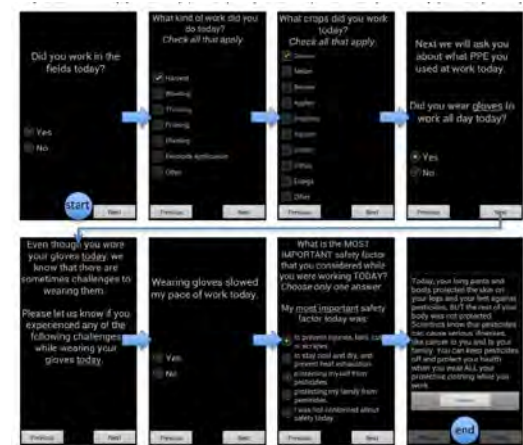 Did you work in the
fields today?
Yes
No
start
Next
What kind of work did you
do today?
Check all that apply
Harvest
Weeding
Thinning
Pruning
Planting
Pesticide Application
Other
Previous
Next
What crops did you work
today?
Check all that apply
Other
Previous
Next
Next we will ask you
about what PPE you
used at work today.
Did you wear gloves to
work all day today?
Yes
No
Previous
Next
Even though you wore
your gloves today, we
know that there are
sometimes challenges to
wearing them.
Please let us know if you
experienced any of the
following challenges
while wearing your
gloves today.
Previous
Next
Wearing gloves slowed
my pace of work today.
Yes
No
Previous
Next
What is the MOST
IMPORTANT safety factor
that you considered while
you were working TODAY?
Choose only one answer
My most important safety
factor today was:
to prevent injuries, falls, cuts
or scrapes
to stay cool and dry, and
prevent heat exhaustion
protecting myself from
pesticides
protecting my family from
pesticides
I was not concerned about
safety today
Previous
Next
Today, your long pants and
boots protected the skin on
your legs and your feet against
pesticides, BUT the rest of your
body was not protected.
Scientists know that pesticides
can cause serious illnesses,
like cancer to you and to your
family. You can keep pesticides
off and protect your health
when you wear ALL your
protective clothing while you
work.
end